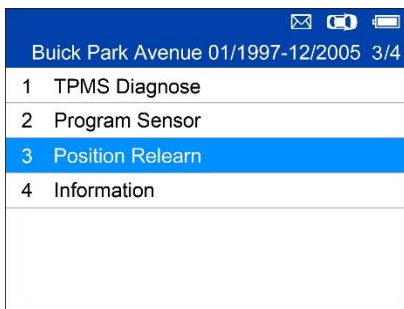 Buick Park Avenue 01/1997-12/2005 3/4
1 TPMS Diagnose
2 Program Sensor
3 Position Relearn
4 Information